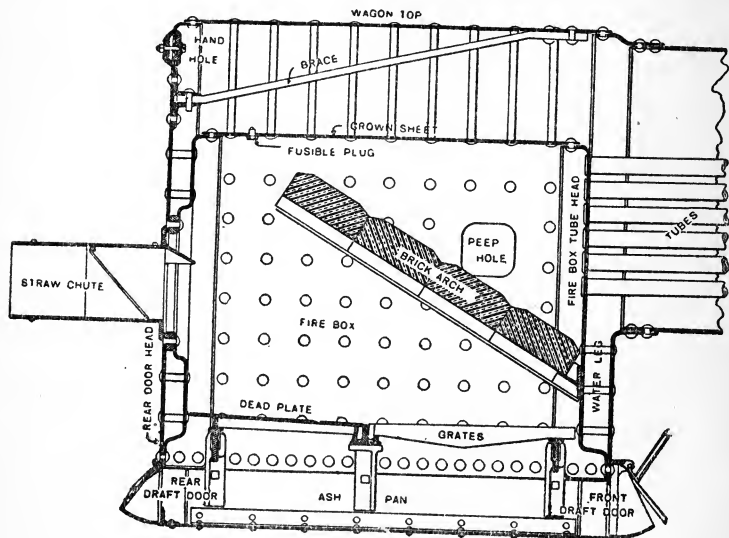 WAGON TOP
HAND
HOLE
BRACE
CROWN SHEET
FUSIBLE PLUG
FIRE BOX TUBE HEAD
TUBES
PEEP
HOLE
BRICK ARCH
STRAW CHUTE
FIRE BOX
REAR DOOR HEAD
WATER LEG
DEAD PLATE
GRATES
REAR
DRAFT DOOR
ASH PAN
FRONT
DRAFT DOOR